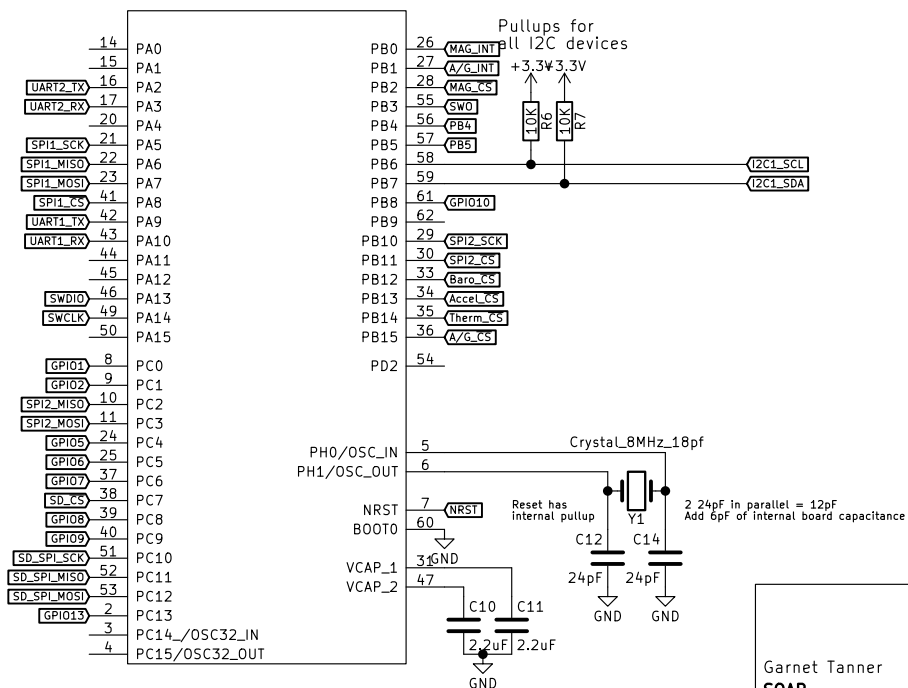 Pullups for
all I2C devices
+3.3V
+3.3V
10K
R6
10K
R7
14 PA0
15 PA1
UART2_TX 16 PA2
UART2_RX 17 PA3
20 PA4
SPI1_SCK 21 PA5
SPI1_MISO 22 PA6
SPI1_MOSI 23 PA7
SPI1_CS 41 PA8
UART1_TX 42 PA9
UART1_RX 43 PA10
44 PA11
45 PA12
SWDIO 46 PA13
SWCLK 49 PA14
50 PA15
GPIO1 8 PC0
GPIO2 9 PC1
SPI2_MISO 10 PC2
SPI2_MOSI 11 PC3
GPIO5 24 PC4
GPIO6 25 PC5
GPIO7 37 PC6
SD_CS 38 PC7
GPIO8 39 PC8
GPIO9 40 PC9
SD_SPI_SCK 51 PC10
SD_SPI_MISO 52 PC11
SD_SPI_MOSI 53 PC12
GPIO13 2 PC13
3 PC14_/OSC32_IN
4 PC15/OSC32_OUT
PB0 26 MAG_INT
PB1 27 A/G_INT
PB2 28 MAG_CS
PB3 55 SWO
PB4 56 PB4
PB5 57 PB5
PB6 58 I2C1_SCL
PB7 59 I2C1_SDA
PB8 61 GPIO10
PB9 62
PB10 29 SPI2_SCK
PB11 30 SPI2_CS
PB12 33 Baro_CS
PB13 34 Accel_CS
PB14 35 Therm_CS
PB15 36 A/G_CS
PD2 54
PH0/OSC_IN 5
PH1/OSC_OUT 6
NRST 7 NRST
BOOT0 60
GND
VCAP_1 31
VCAP_2 47
Crystal_8MHz_18pf
Y1
Reset has
internal pullup
2 24pF in parallel = 12pF
Add 6pF of internal board capacitance
C12
24pF
GND
C14
24pF
GND
C10
2.2uF
C11
2.2uF
GND
Garnet Tanner
SOAR